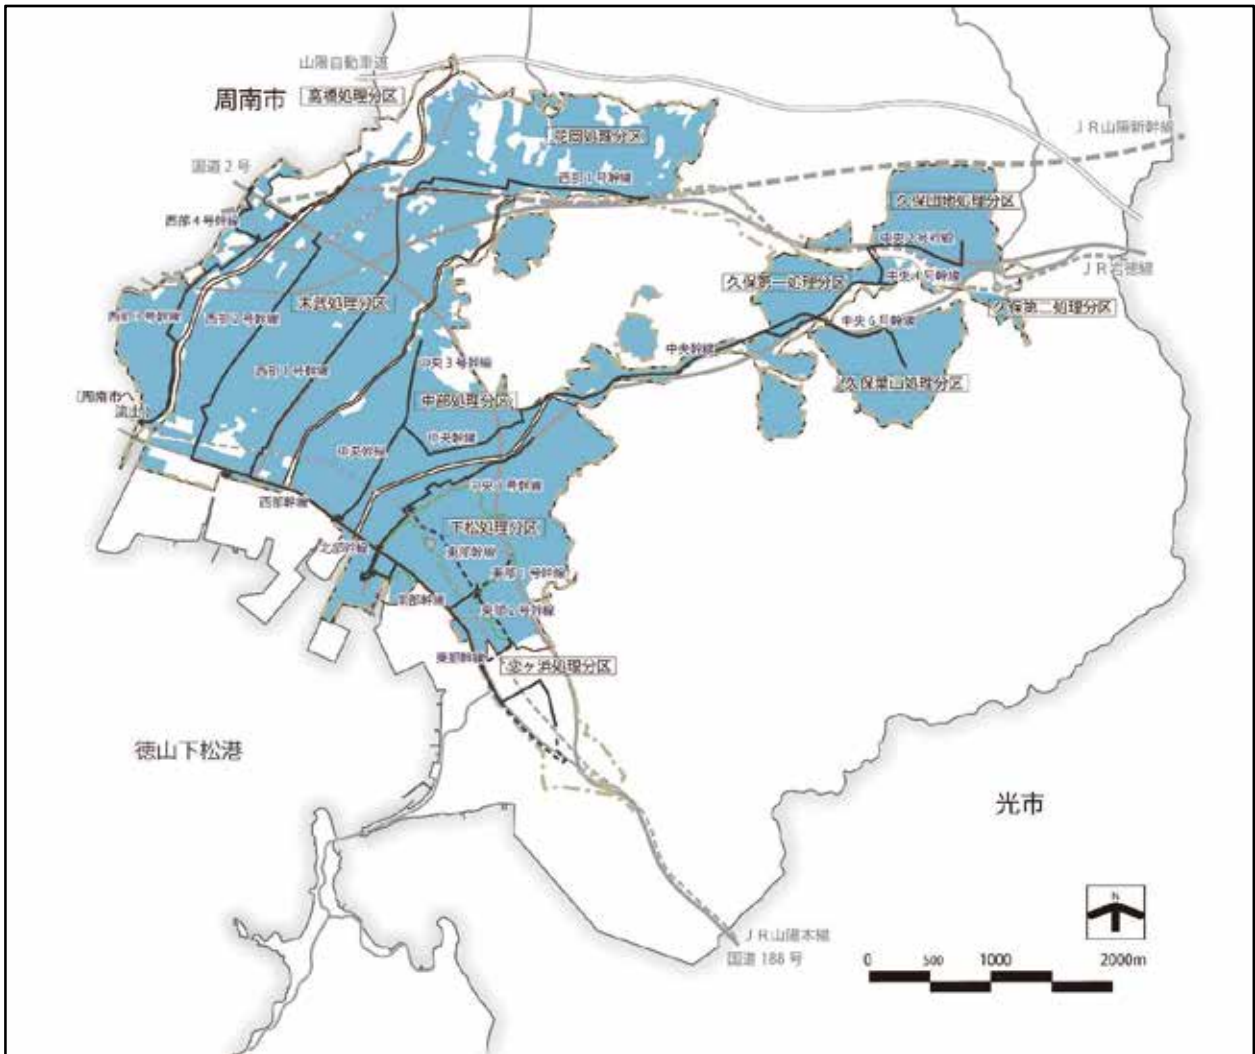 山陽自動車道
周南市
高橋処理分区
花岡処理分区
JR山陽新幹線
国道2号
西部1号幹線
久保団地処理分区
西部4号幹線
中央2号幹線
JR岩徳線
久保第一処理分区
中央4号幹線
末武処理分区
久保第二処理分区
西部3号幹線
西部2号幹線
中央5号幹線
中央幹線
中央3号幹線
西部1号幹線
久保葉山処理分区
(周南市へ
流出)
中部処理分区
中央幹線
中央幹線
中央1号幹線
西部幹線
下松処理分区
北部幹線
東部幹線
東部1号幹線
南部幹線
東部2号幹線
東部幹線
恋ヶ浜処理分区
徳山下松港
光市
N
JR山陽本線
国道188号
0 500 1000 2000m